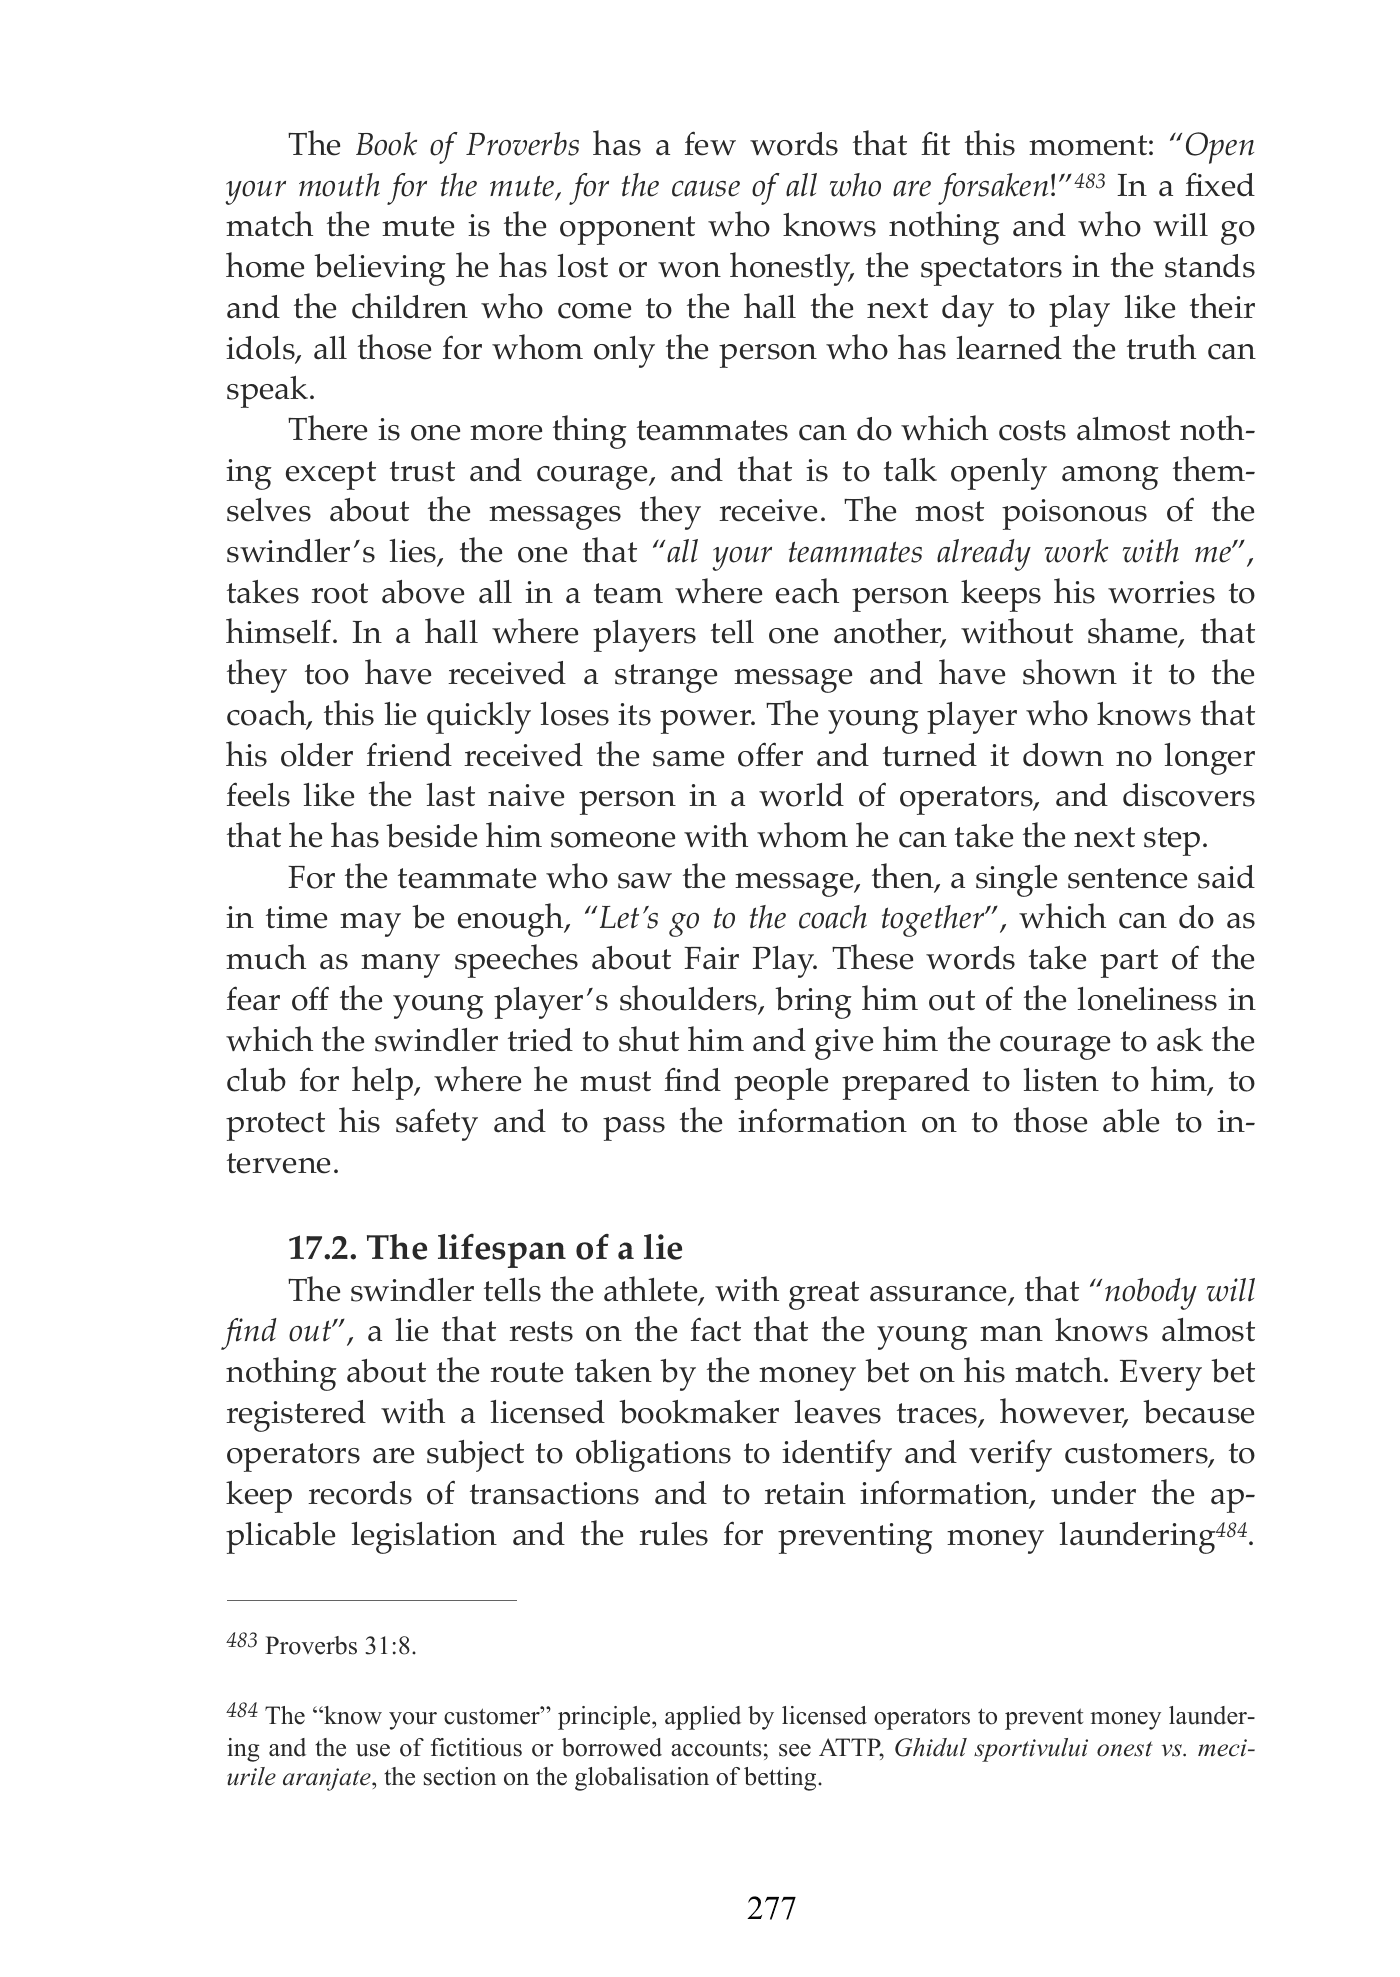 The Book of Proverbs has a few words that fit this moment: “Open
your mouth for the mute, for the cause of all who are forsaken!”483 In a fixed
match the mute is the opponent who knows nothing and who will go
home believing he has lost or won honestly, the spectators in the stands
and the children who come to the hall the next day to play like their
idols, all those for whom only the person who has learned the truth can
speak.
There is one more thing teammates can do which costs almost noth-
ing except trust and courage, and that is to talk openly among them-
selves about the messages they receive. The most poisonous of the
swindler’s lies, the one that “all your teammates already work with me”,
takes root above all in a team where each person keeps his worries to
himself. In a hall where players tell one another, without shame, that
they too have received a strange message and have shown it to the
coach, this lie quickly loses its power. The young player who knows that
his older friend received the same offer and turned it down no longer
feels like the last naive person in a world of operators, and discovers
that he has beside him someone with whom he can take the next step.
For the teammate who saw the message, then, a single sentence said
in time may be enough, “Let’s go to the coach together”, which can do as
much as many speeches about Fair Play. These words take part of the
fear off the young player’s shoulders, bring him out of the loneliness in
which the swindler tried to shut him and give him the courage to ask the
club for help, where he must find people prepared to listen to him, to
protect his safety and to pass the information on to those able to in-
tervene.
17.2. The lifespan of a lie
The swindler tells the athlete, with great assurance, that “nobody will
find out”, a lie that rests on the fact that the young man knows almost
nothing about the route taken by the money bet on his match. Every bet
registered with a licensed bookmaker leaves traces, however, because
operators are subject to obligations to identify and verify customers, to
keep records of transactions and to retain information, under the ap-
plicable legislation and the rules for preventing money laundering484.
483 Proverbs 31:8.
484 The “know your customer” principle, applied by licensed operators to prevent money launder-
ing and the use of fictitious or borrowed accounts; see ATTP, Ghidul sportivului onest vs. meci-
urile aranjate, the section on the globalisation of betting.
277